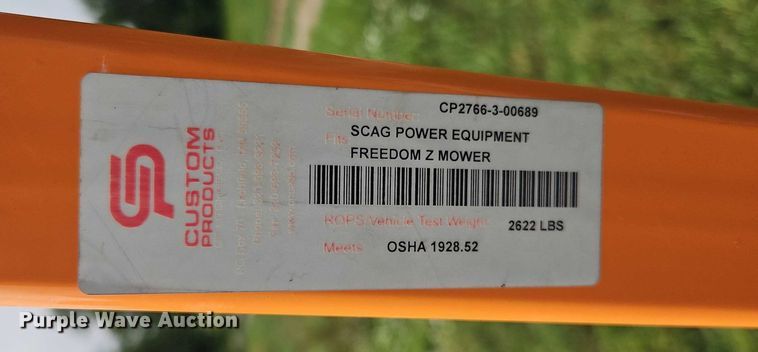 CUSTOM
PRODUCTS
Serial Number: CP2766-3-00689
Fits SCAG POWER EQUIPMENT
FREEDOM Z MOWER
ROPS/Vehicle Test Weight 2622 LBS
Meets OSHA 1928.52
Purple Wave Auction